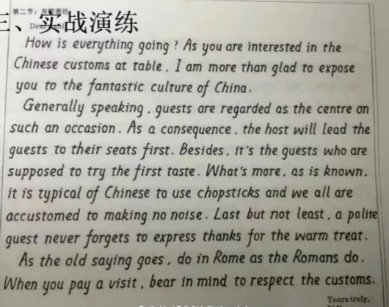 三、实战演练
第二节：
Dear
How is everything going? As you are interested in the
Chinese customs at table, I am more than glad to expose
you to the fantastic culture of China.
Generally speaking, guests are regarded as the centre on
such an occasion. As a consequence, the host will lead the
guests to their seats first. Besides, it's the guests who are
supposed to try the first taste. What's more, as is known,
it is typical of Chinese to use chopsticks and we all are
accustomed to making no noise. Last but not least, a polite
guest never forgets to express thanks for the warm treat.
As the old saying goes, do in Rome as the Romans do.
When you pay a visit, bear in mind to respect the customs.
Yours truly,